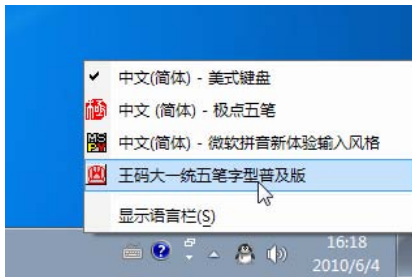 中文(简体) - 美式键盘
中文 (简体) - 极点五笔
中文(简体) - 微软拼音新体验输入风格
王码大一统五笔字型普及版
显示语言栏(S)
16:18
2010/6/4